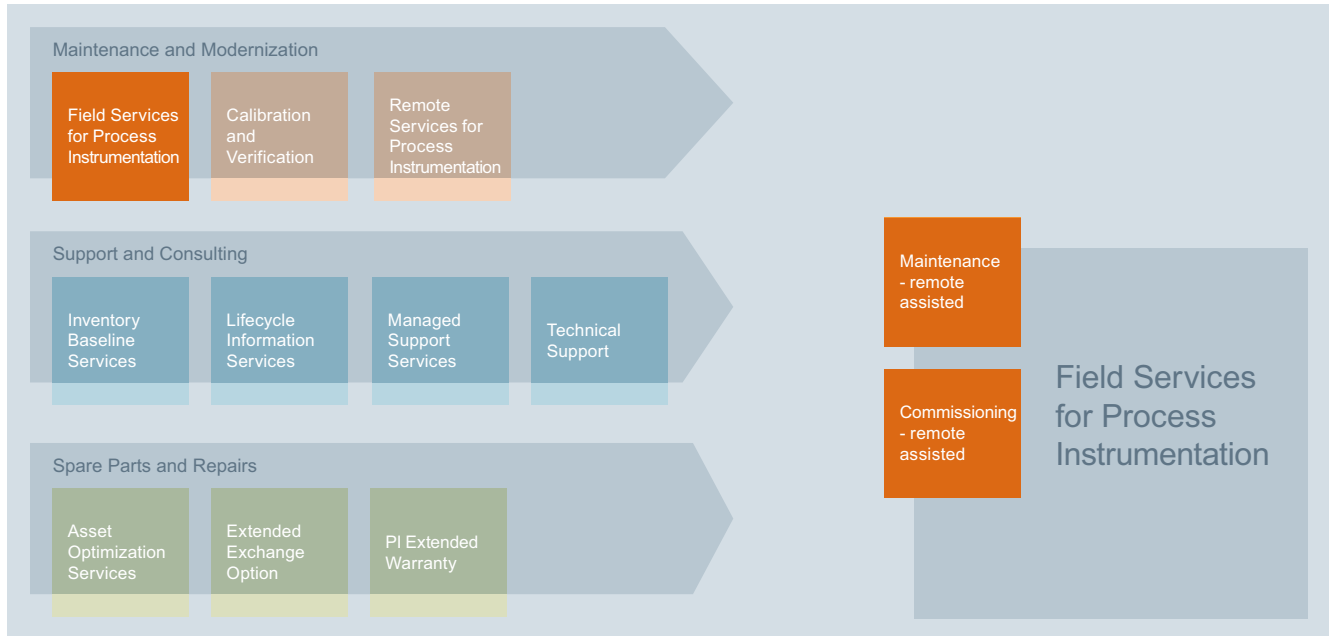 Maintenance and Modernization
Field Services
for Process
Instrumentation
Calibration
and
Verification
Remote
Services for
Process
Instrumentation
Support and Consulting
Inventory
Baseline
Services
Lifecycle
Information
Services
Managed
Support
Services
Technical
Support
Spare Parts and Repairs
Asset
Optimization
Services
Extended
Exchange
Option
PI Extended
Warranty
Maintenance
- remote
assisted
Commissioning
- remote
assisted
Field Services
for Process
Instrumentation